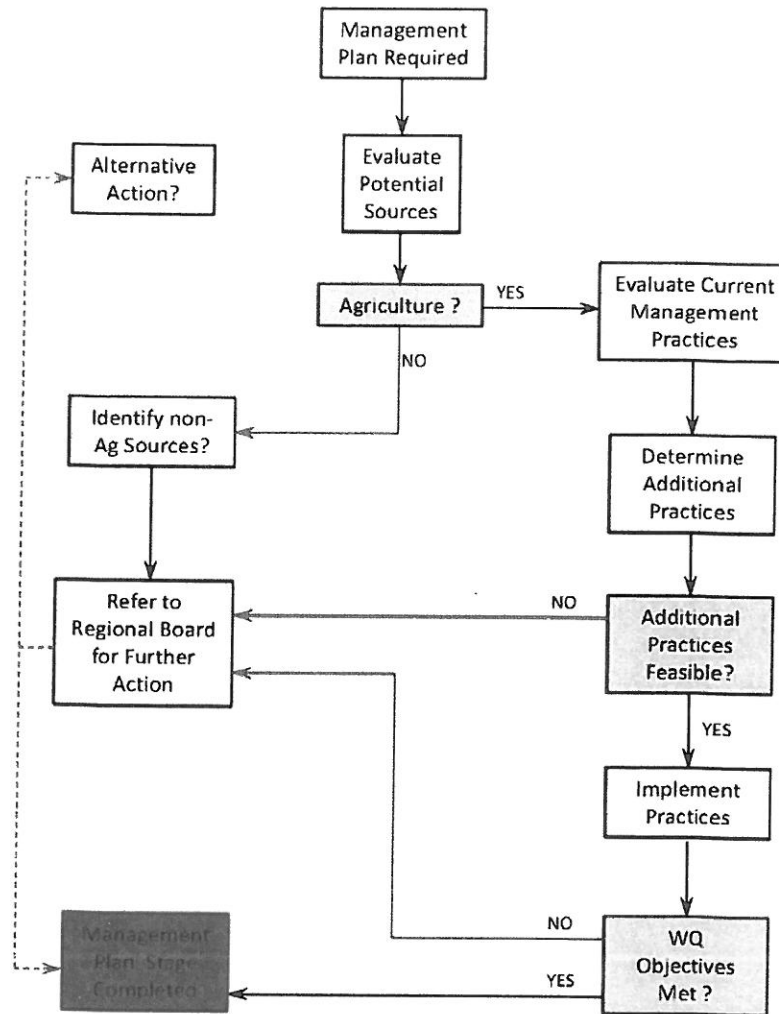 Management
Plan Required
Evaluate
Potential
Sources
Alternative
Action?
Agriculture ?
YES
Evaluate Current
Management
Practices
NO
Identify non-
Ag Sources?
Determine
Additional
Practices
Refer to
Regional Board
for Further
Action
NO
Additional
Practices
Feasible?
YES
Implement
Practices
NO
WQ
Objectives
Met ?
YES
Management
Plan Stage
Completed